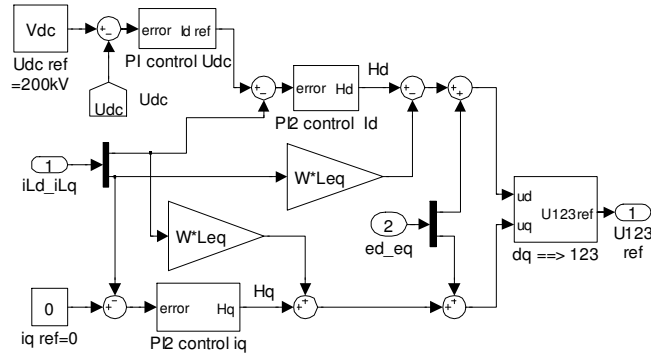 Vdc
Udc ref
=200kV
error Id ref
PI control Udc
Udc
Udc
error Hd
PI2 control Id
Hd
1
iLd_iLq
W*Leq
W*Leq
2
ed_eq
ud
uq
U123ref
dq ==> 123
1
U123
ref
0
iq ref=0
error Hq
PI2 control iq
Hq